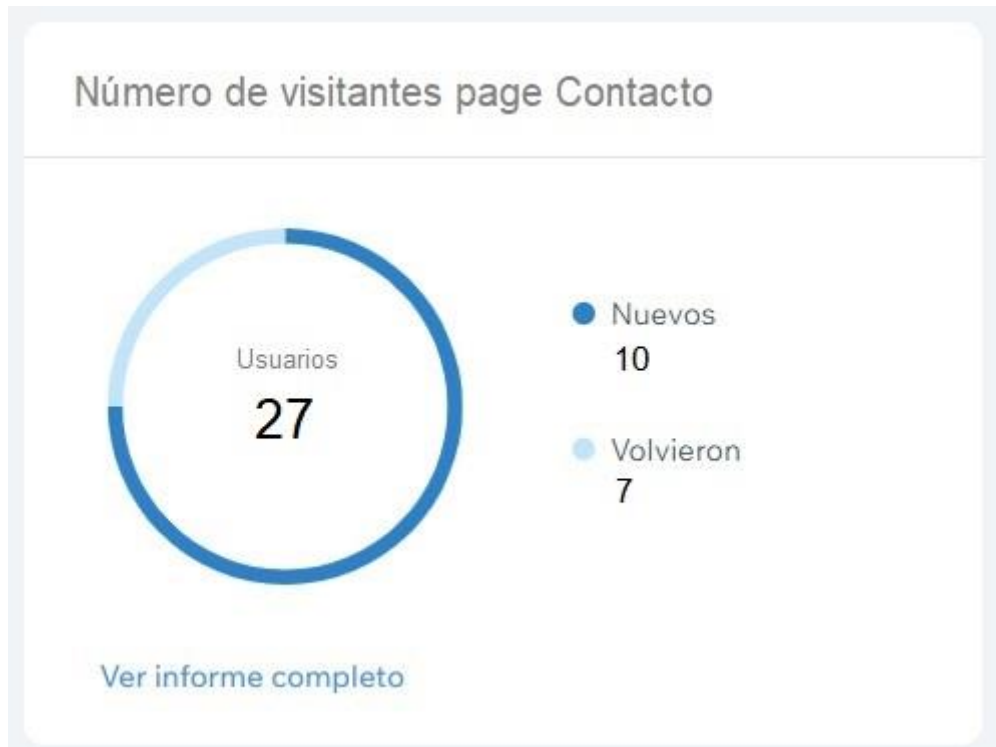 Número de visitantes page Contacto
Usuarios
27
Nuevos
10
Volvieron
7
Ver informe completo